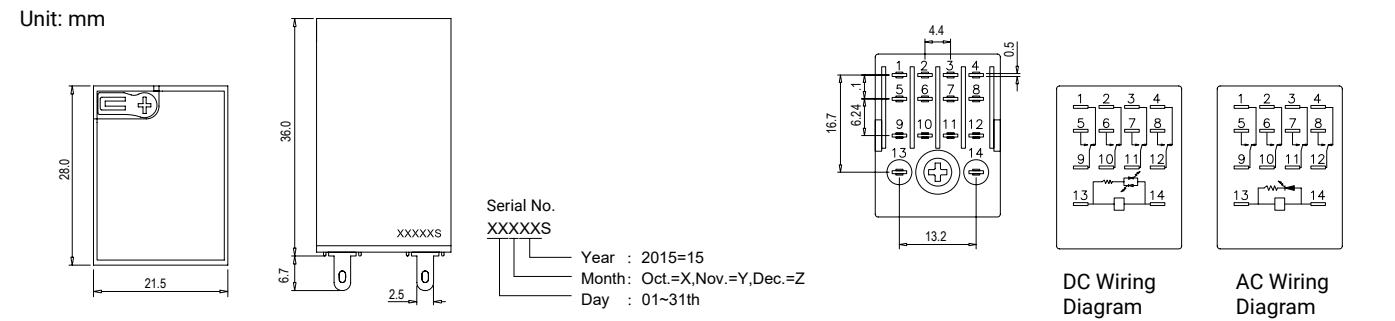 Unit: mm
28.0
21.5
36.0
XXXXXS
6.7
2.5
Serial No.
XXXXXS
Year : 2015=15
Month: Oct.=X,Nov.=Y,Dec.=Z
Day : 01~31th
4.4
0.5
1 2 3 4
5 6 7 8
9 10 11 12
13 14
16.7
6.24
13.2
1 2 3 4
5 6 7 8
9 10 11 12
13 14
DC Wiring
Diagram
1 2 3 4
5 6 7 8
9 10 11 12
13 14
AC Wiring
Diagram